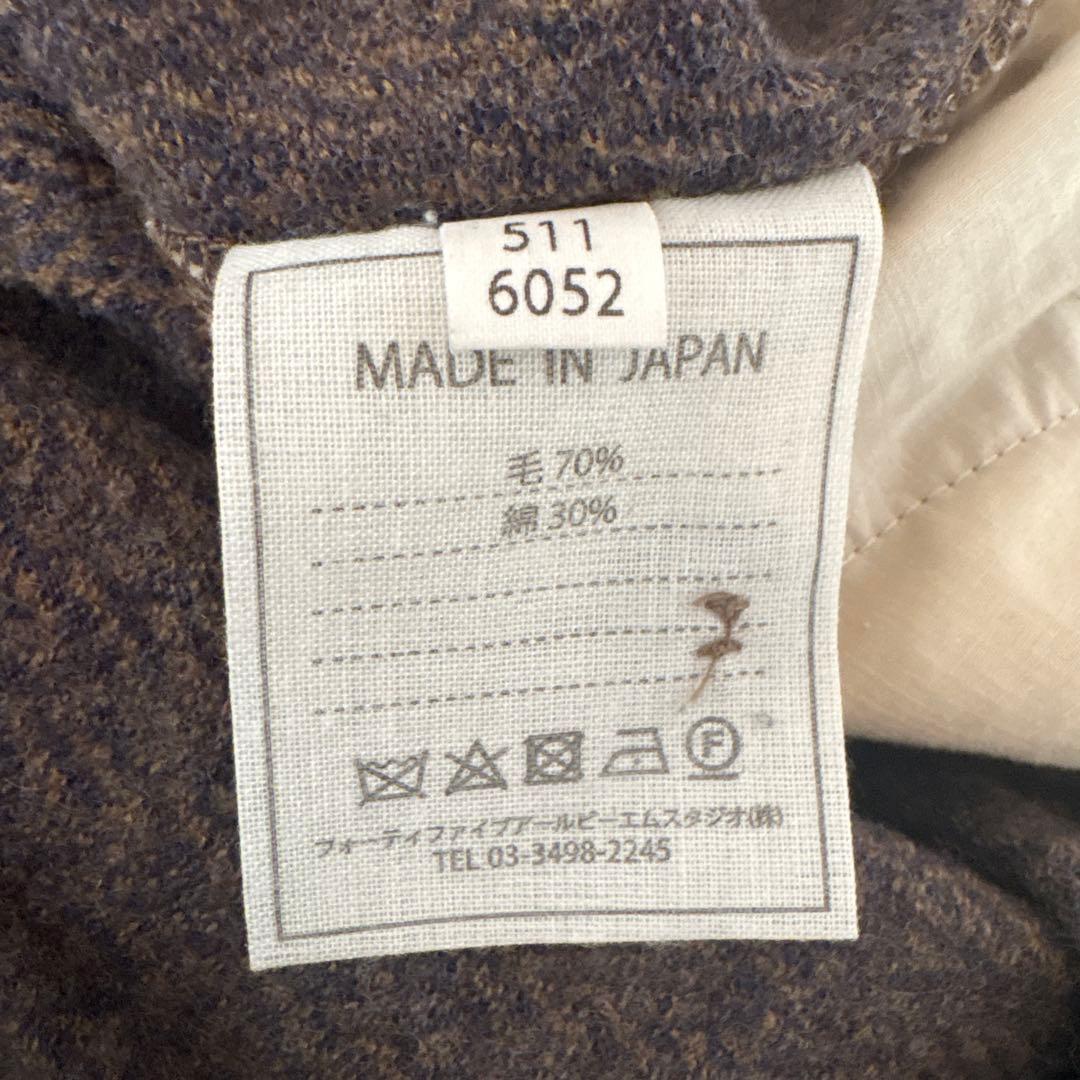 511
6052
MADE IN JAPAN
毛 70%
綿 30%
F
フォーティファイブアールピーエムスタジオ(株)
TEL 03-3498-2245